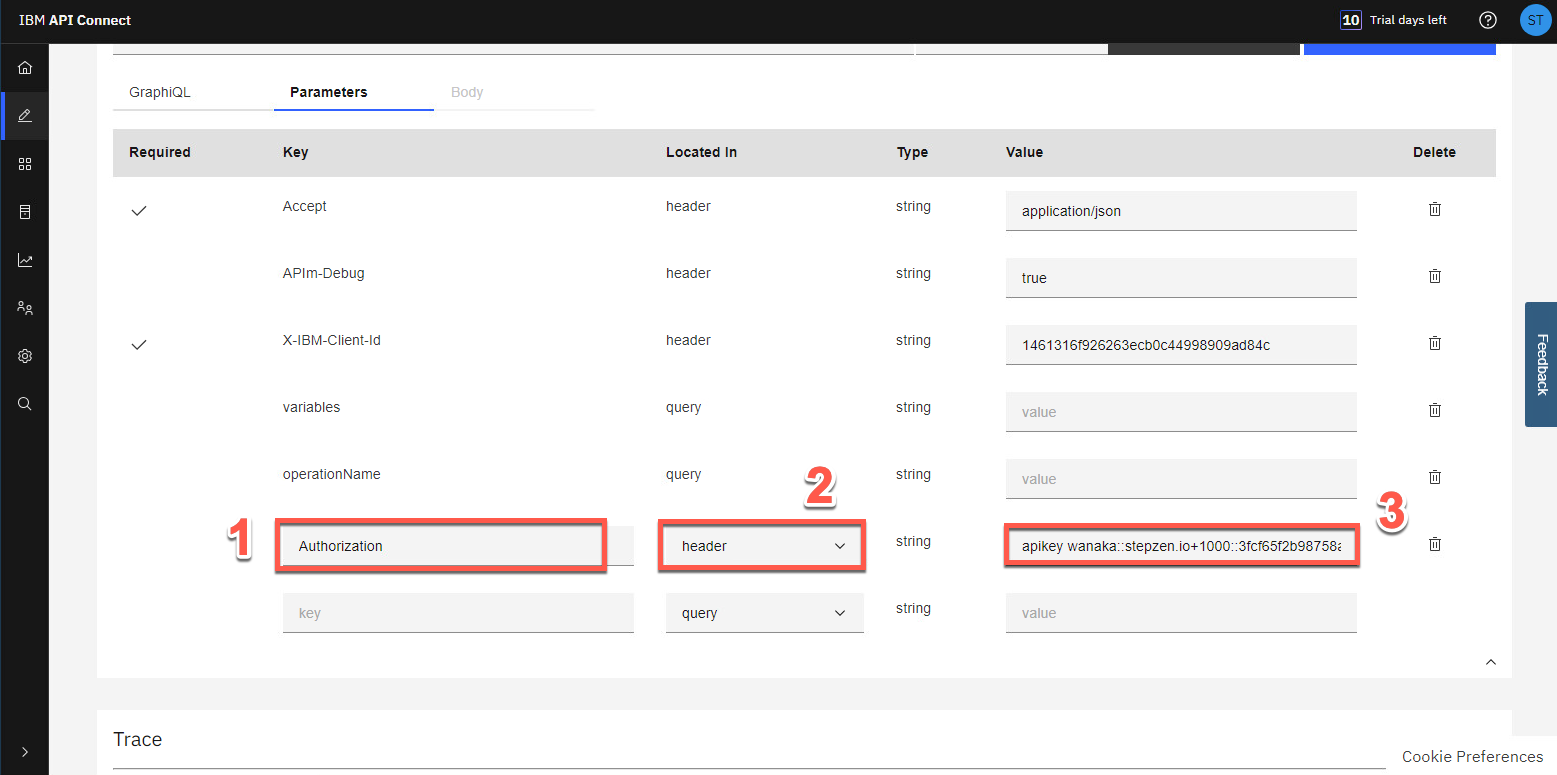 IBM API Connect
10 Trial days left
ST
GraphiQL Parameters Body
Required Key Located In Type Value Delete
Accept header string application/json
APIm-Debug header string true
X-IBM-Client-Id header string 1461316f926263ecb0c44998909ad84c
variables query string value
operationName query string value
1 2 3
Authorization header string apikey wanaka::stepzen.io+1000::3fcf65f2b98758a
key query string value
Feedback
Trace
Cookie Preferences